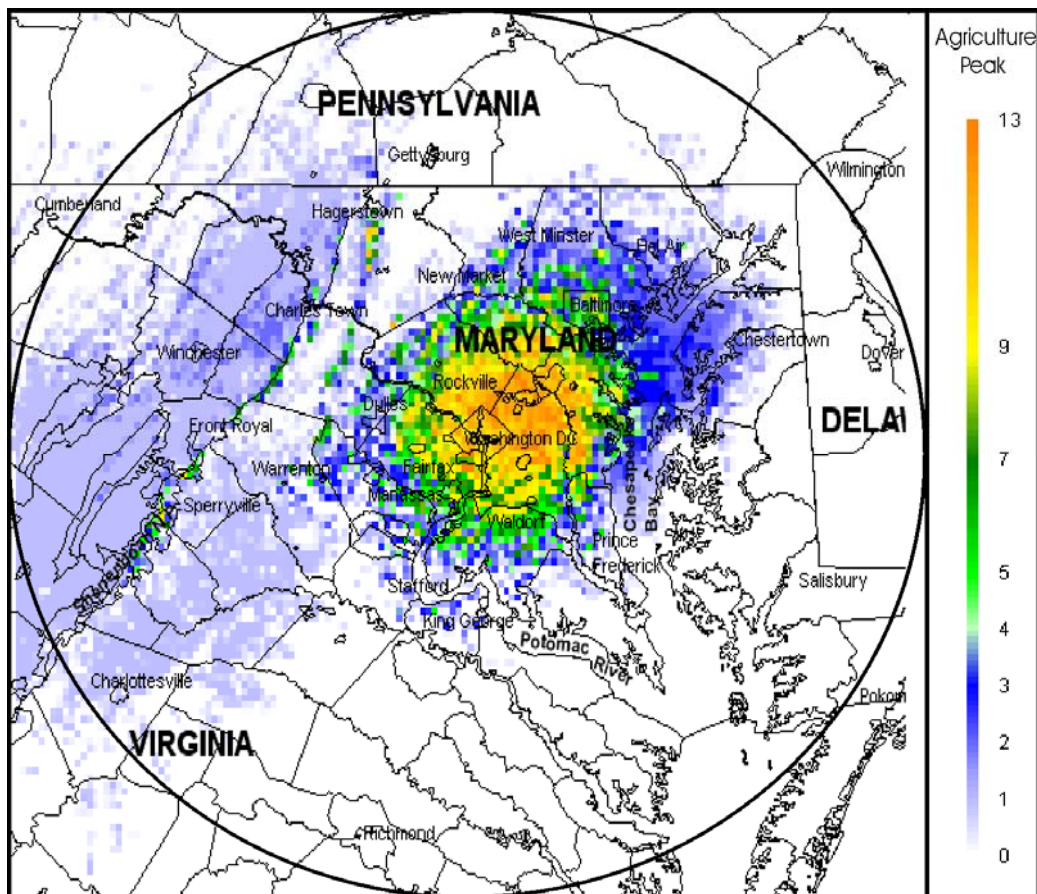 Agriculture
Peak
13
9
7
5
4
3
2
1
0
PENNSYLVANIA
Gettysburg
Wilmington
Cumberland
Hagerstown
West Minster
Bel Air
New Market
Charles Town
Baltimore
MARYLAND
Chestertown
Winchester
Dover
Rockville
Dulles
DELAW
Front Royal
Washington DC
Warrenton
Fairfax
Manassas
Chesapeake
Bay
Sperryville
Waldorf
Prince
Frederick
Stafford
Salisbury
King George
Potomac
River
Charlottesville
Pokom
VIRGINIA
Richmond